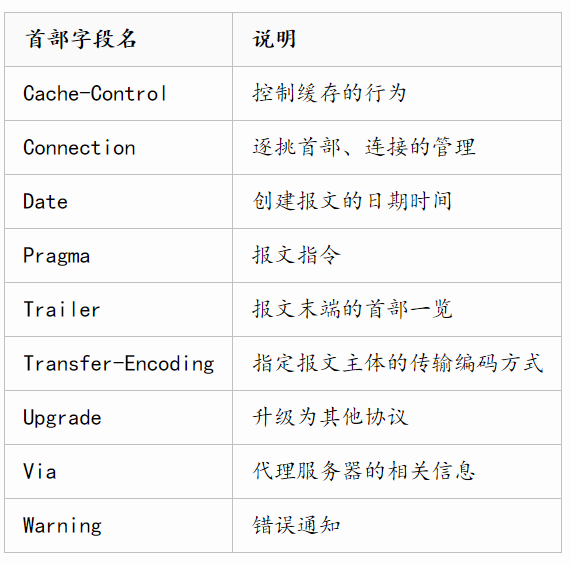 首部字段名 说明
Cache-Control 控制缓存的行为
Connection 逐挑首部、连接的管理
Date 创建报文的日期时间
Pragma 报文指令
Trailer 报文末端的首部一览
Transfer-Encoding 指定报文主体的传输编码方式
Upgrade 升级为其他协议
Via 代理服务器的相关信息
Warning 错误通知